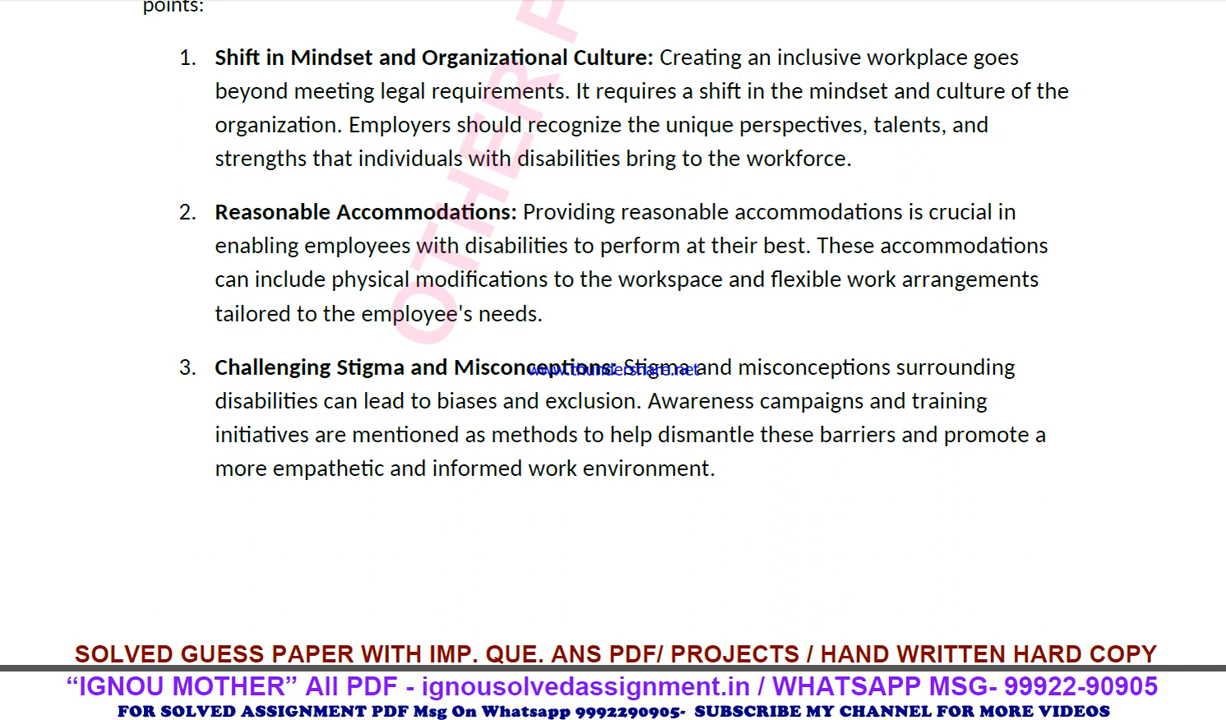 points:
1. Shift in Mindset and Organizational Culture: Creating an inclusive workplace goes
beyond meeting legal requirements. It requires a shift in the mindset and culture of the
organization. Employers should recognize the unique perspectives, talents, and
strengths that individuals with disabilities bring to the workforce.
2. Reasonable Accommodations: Providing reasonable accommodations is crucial in
enabling employees with disabilities to perform at their best. These accommodations
can include physical modifications to the workspace and flexible work arrangements
tailored to the employee's needs.
3. Challenging Stigma and Misconceptions: Stigma and misconceptions surrounding
www.thundershare.net
disabilities can lead to biases and exclusion. Awareness campaigns and training
initiatives are mentioned as methods to help dismantle these barriers and promote a
more empathetic and informed work environment.
OTHER P
SOLVED GUESS PAPER WITH IMP. QUE. ANS PDF/ PROJECTS / HAND WRITTEN HARD COPY
“IGNOU MOTHER” All PDF - ignousolvedassignment.in / WHATSAPP MSG- 99922-90905
FOR SOLVED ASSIGNMENT PDF Msg On Whatsapp 9992290905- SUBSCRIBE MY CHANNEL FOR MORE VIDEOS